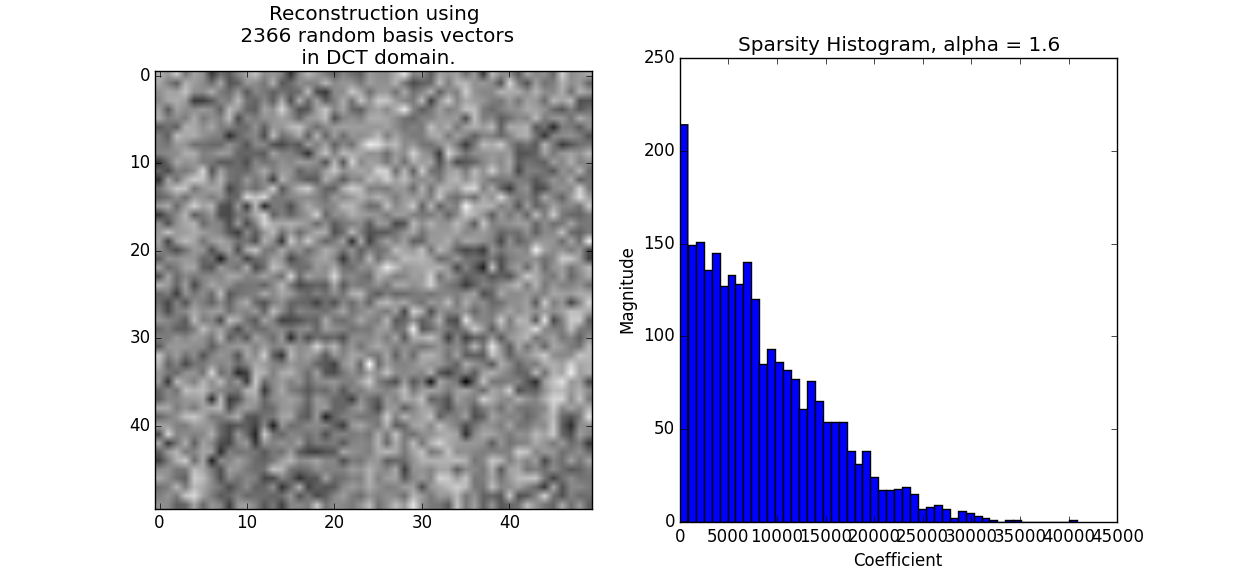 Reconstruction using
2366 random basis vectors
in DCT domain.
0
10
20
30
40
0 10 20 30 40
Sparsity Histogram, alpha = 1.6
250
200
150
100
50
0
Magnitude
0 5000 10000 15000 20000 25000 30000 35000 40000 45000
Coefficient